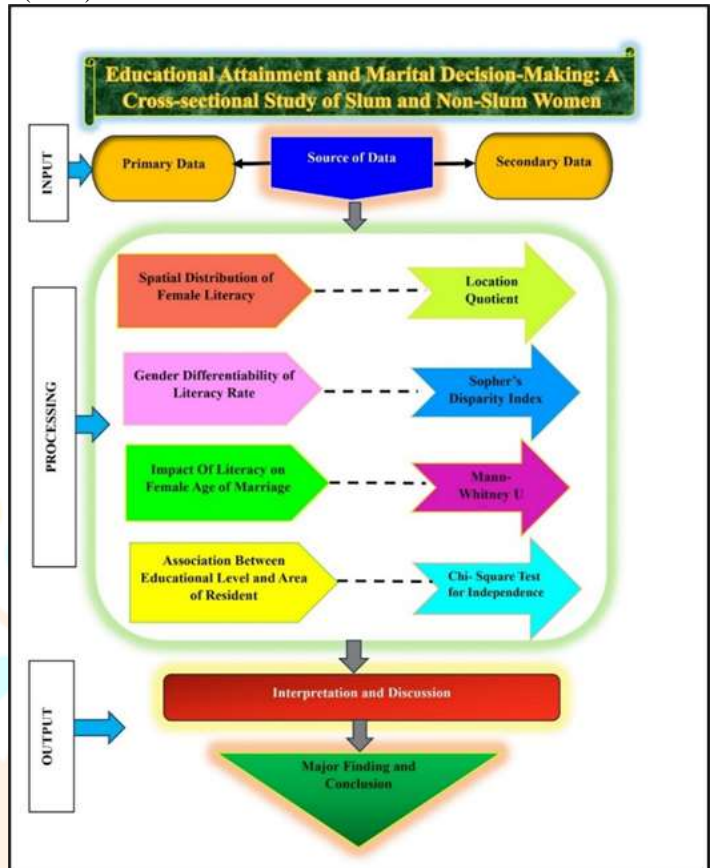 Educational Attainment and Marital Decision-Making: A
Cross-sectional Study of Slum and Non-Slum Women
INPUT
Primary Data
Source of Data
Secondary Data
PROCESSING
Spatial Distribution of
Female Literacy
Location
Quotient
Gender Differentiability of
Literacy Rate
Sopher's
Disparity Index
Impact Of Literacy on
Female Age of Marriage
Mann-
Whitney U
Association Between
Educational Level and Area
of Resident
Chi- Square Test
for Independence
OUTPUT
Interpretation and Discussion
Major Finding and
Conclusion